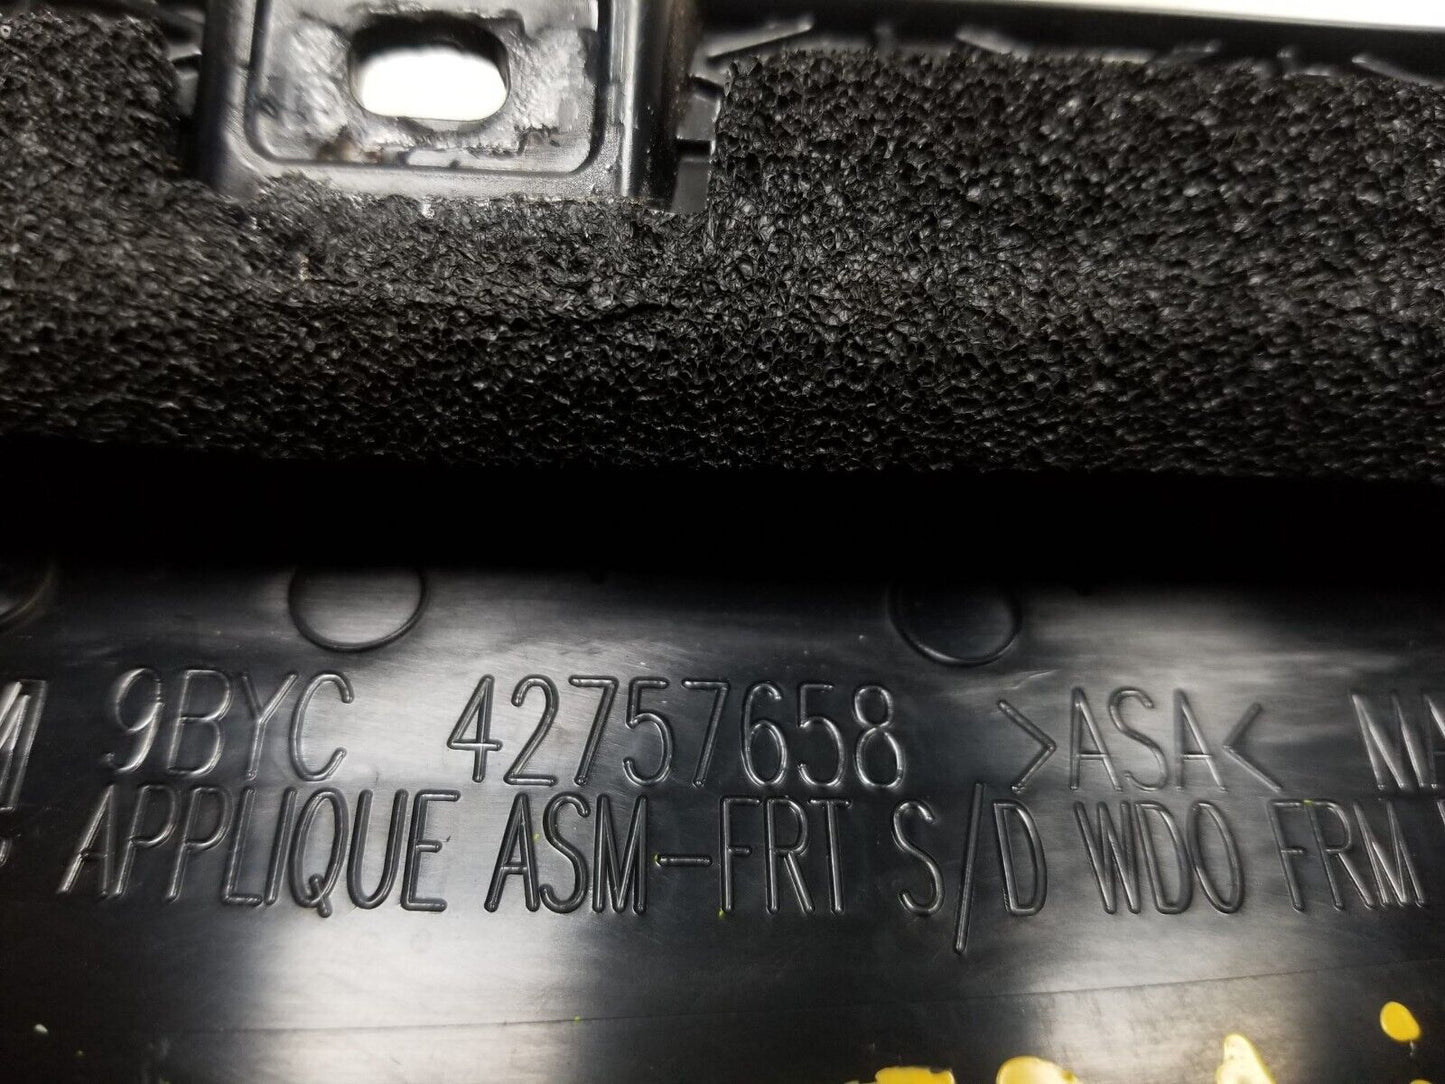 9BYC 42757658 >ASA<
APPLIQUE ASM-FRT S/D WDO FRM